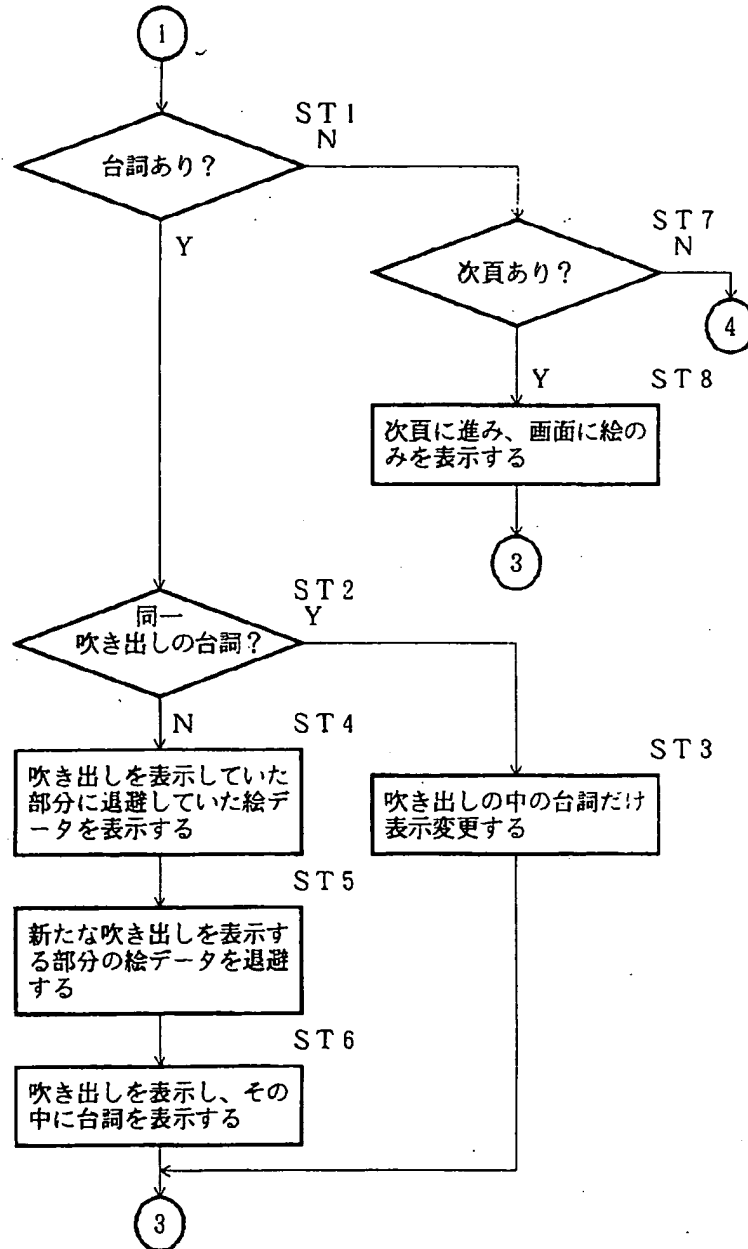 1
ST1
N
台詞あり?
Y
ST7
N
次頁あり?
4
Y
ST8
次頁に進み、画面に絵の
みを表示する
3
ST2
Y
同一
吹き出しの台詞?
N
ST4
吹き出しを表示していた
部分に退避していた絵デ
ータを表示する
ST3
吹き出しの中の台詞だけ
表示変更する
ST5
新たな吹き出しを表示す
る部分の絵データを退避
する
ST6
吹き出しを表示し、その
中に台詞を表示する
3